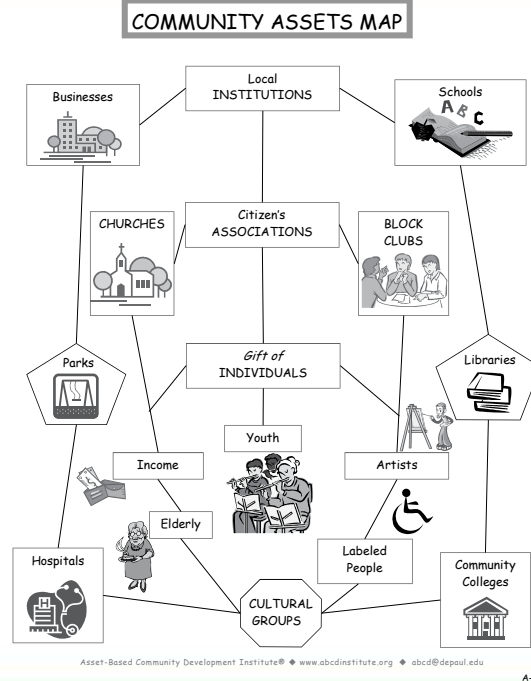 COMMUNITY ASSETS MAP
Local
INSTITUTIONS
Businesses
Schools
A B C
CHURCHES
Citizen's
ASSOCIATIONS
BLOCK
CLUBS
Parks
Gift of
INDIVIDUALS
Libraries
Youth
Income
Artists
Elderly
Labeled
People
Hospitals
Community
Colleges
CULTURAL
GROUPS
Asset-Based Community Development Institute® ◆ www.abcdinstitute.org ◆ abcd@depaul.edu